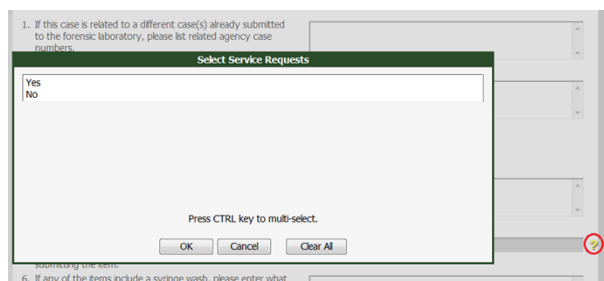 1. If this case is related to a different case(s) already submitted
to the forensic laboratory, please list related agency case
numbers.
Select Service Requests
Yes
No
Press CTRL key to multi-select.
OK Cancel Clear All
?
submitting the item.
6. If any of the items include a syringe wash, please enter what